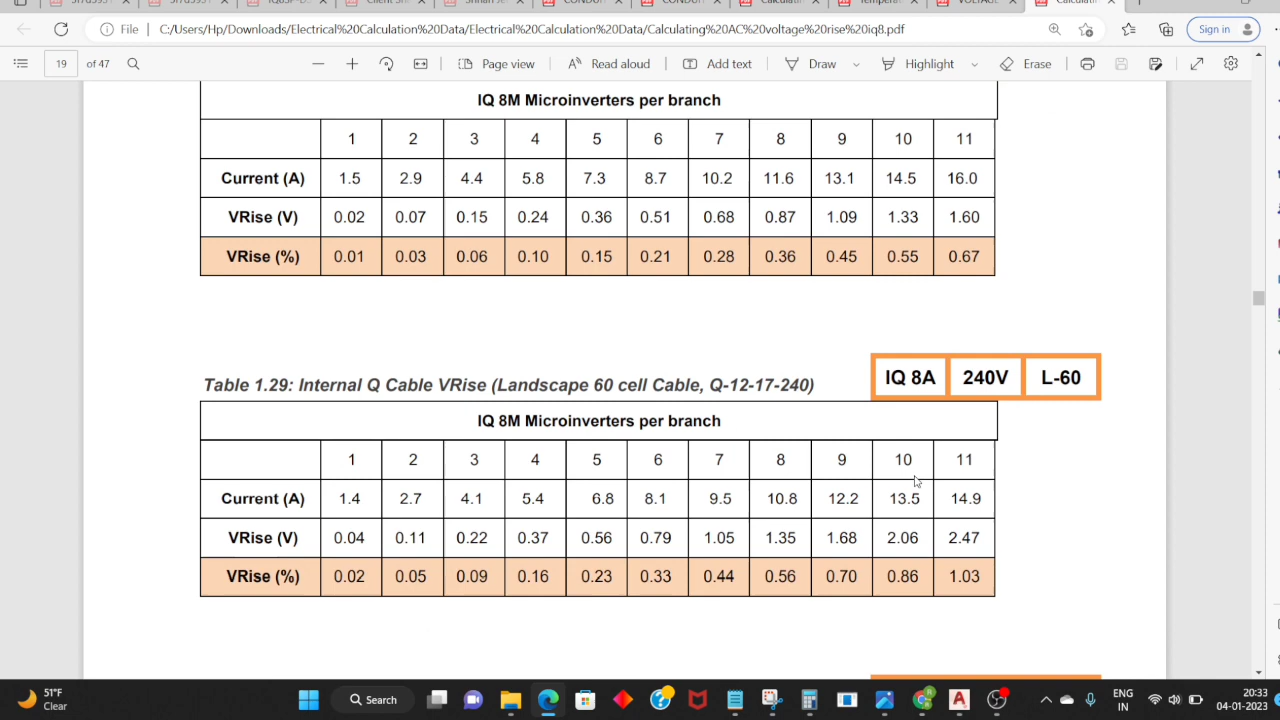 File C:/Users/Hp/Downloads/Electrical%20Calculation%20Data/Electrical%20Calculation%20Data/Calculating%20AC%20voltage%20rise%20iq8.pdf Sign in
19 of 47 Page view Read aloud Add text Draw Highlight Erase
IQ 8M Microinverters per branch
1 2 3 4 5 6 7 8 9 10 11
Current (A) 1.5 2.9 4.4 5.8 7.3 8.7 10.2 11.6 13.1 14.5 16.0
VRise (V) 0.02 0.07 0.15 0.24 0.36 0.51 0.68 0.87 1.09 1.33 1.60
VRise (%) 0.01 0.03 0.06 0.10 0.15 0.21 0.28 0.36 0.45 0.55 0.67
IQ 8A 240V L-60
Table 1.29: Internal Q Cable VRise (Landscape 60 cell Cable, Q-12-17-240)
IQ 8M Microinverters per branch
1 2 3 4 5 6 7 8 9 10 11
Current (A) 1.4 2.7 4.1 5.4 6.8 8.1 9.5 10.8 12.2 13.5 14.9
VRise (V) 0.04 0.11 0.22 0.37 0.56 0.79 1.05 1.35 1.68 2.06 2.47
VRise (%) 0.02 0.05 0.09 0.16 0.23 0.33 0.44 0.56 0.70 0.86 1.03
51°F
Clear
Search
ENG
IN
20:33
04-01-2023